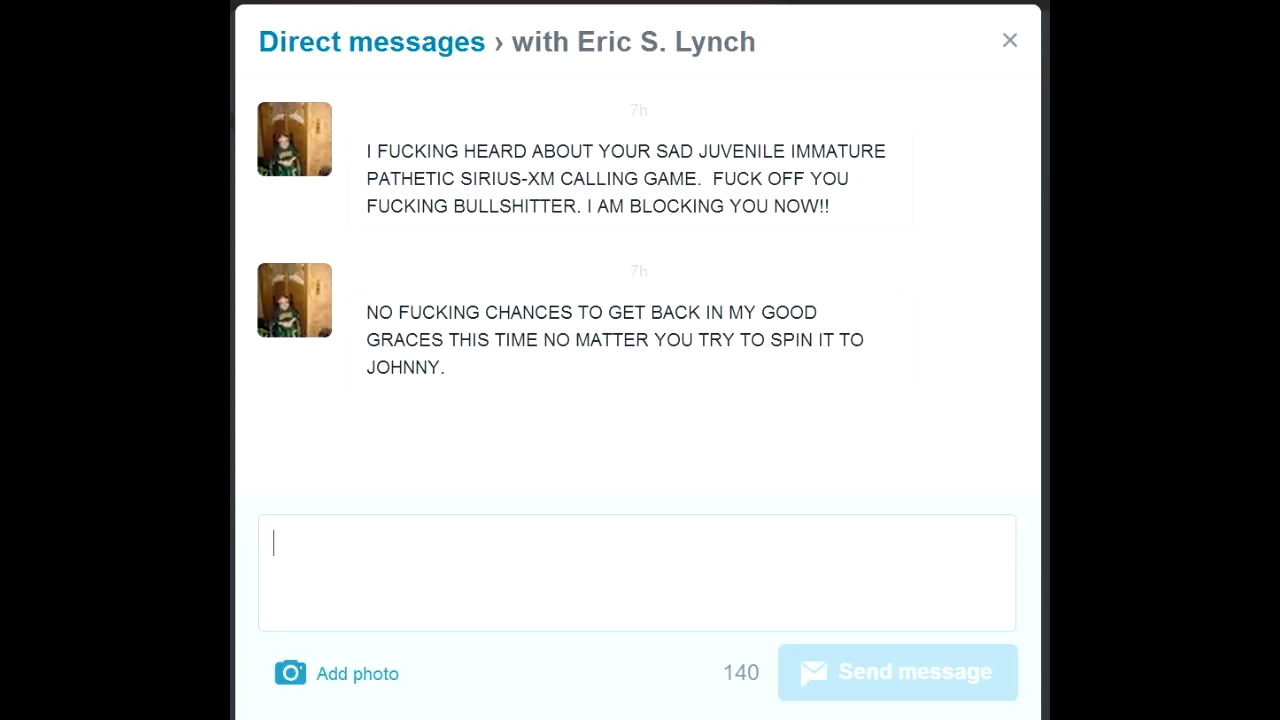 Direct messages › with Eric S. Lynch ×
7h
I FUCKING HEARD ABOUT YOUR SAD JUVENILE IMMATURE
PATHETIC SIRIUS-XM CALLING GAME.  FUCK OFF YOU
FUCKING BULLSHITTER. I AM BLOCKING YOU NOW!!
7h
NO FUCKING CHANCES TO GET BACK IN MY GOOD
GRACES THIS TIME NO MATTER YOU TRY TO SPIN IT TO
JOHNNY.
Add photo 140 Send message